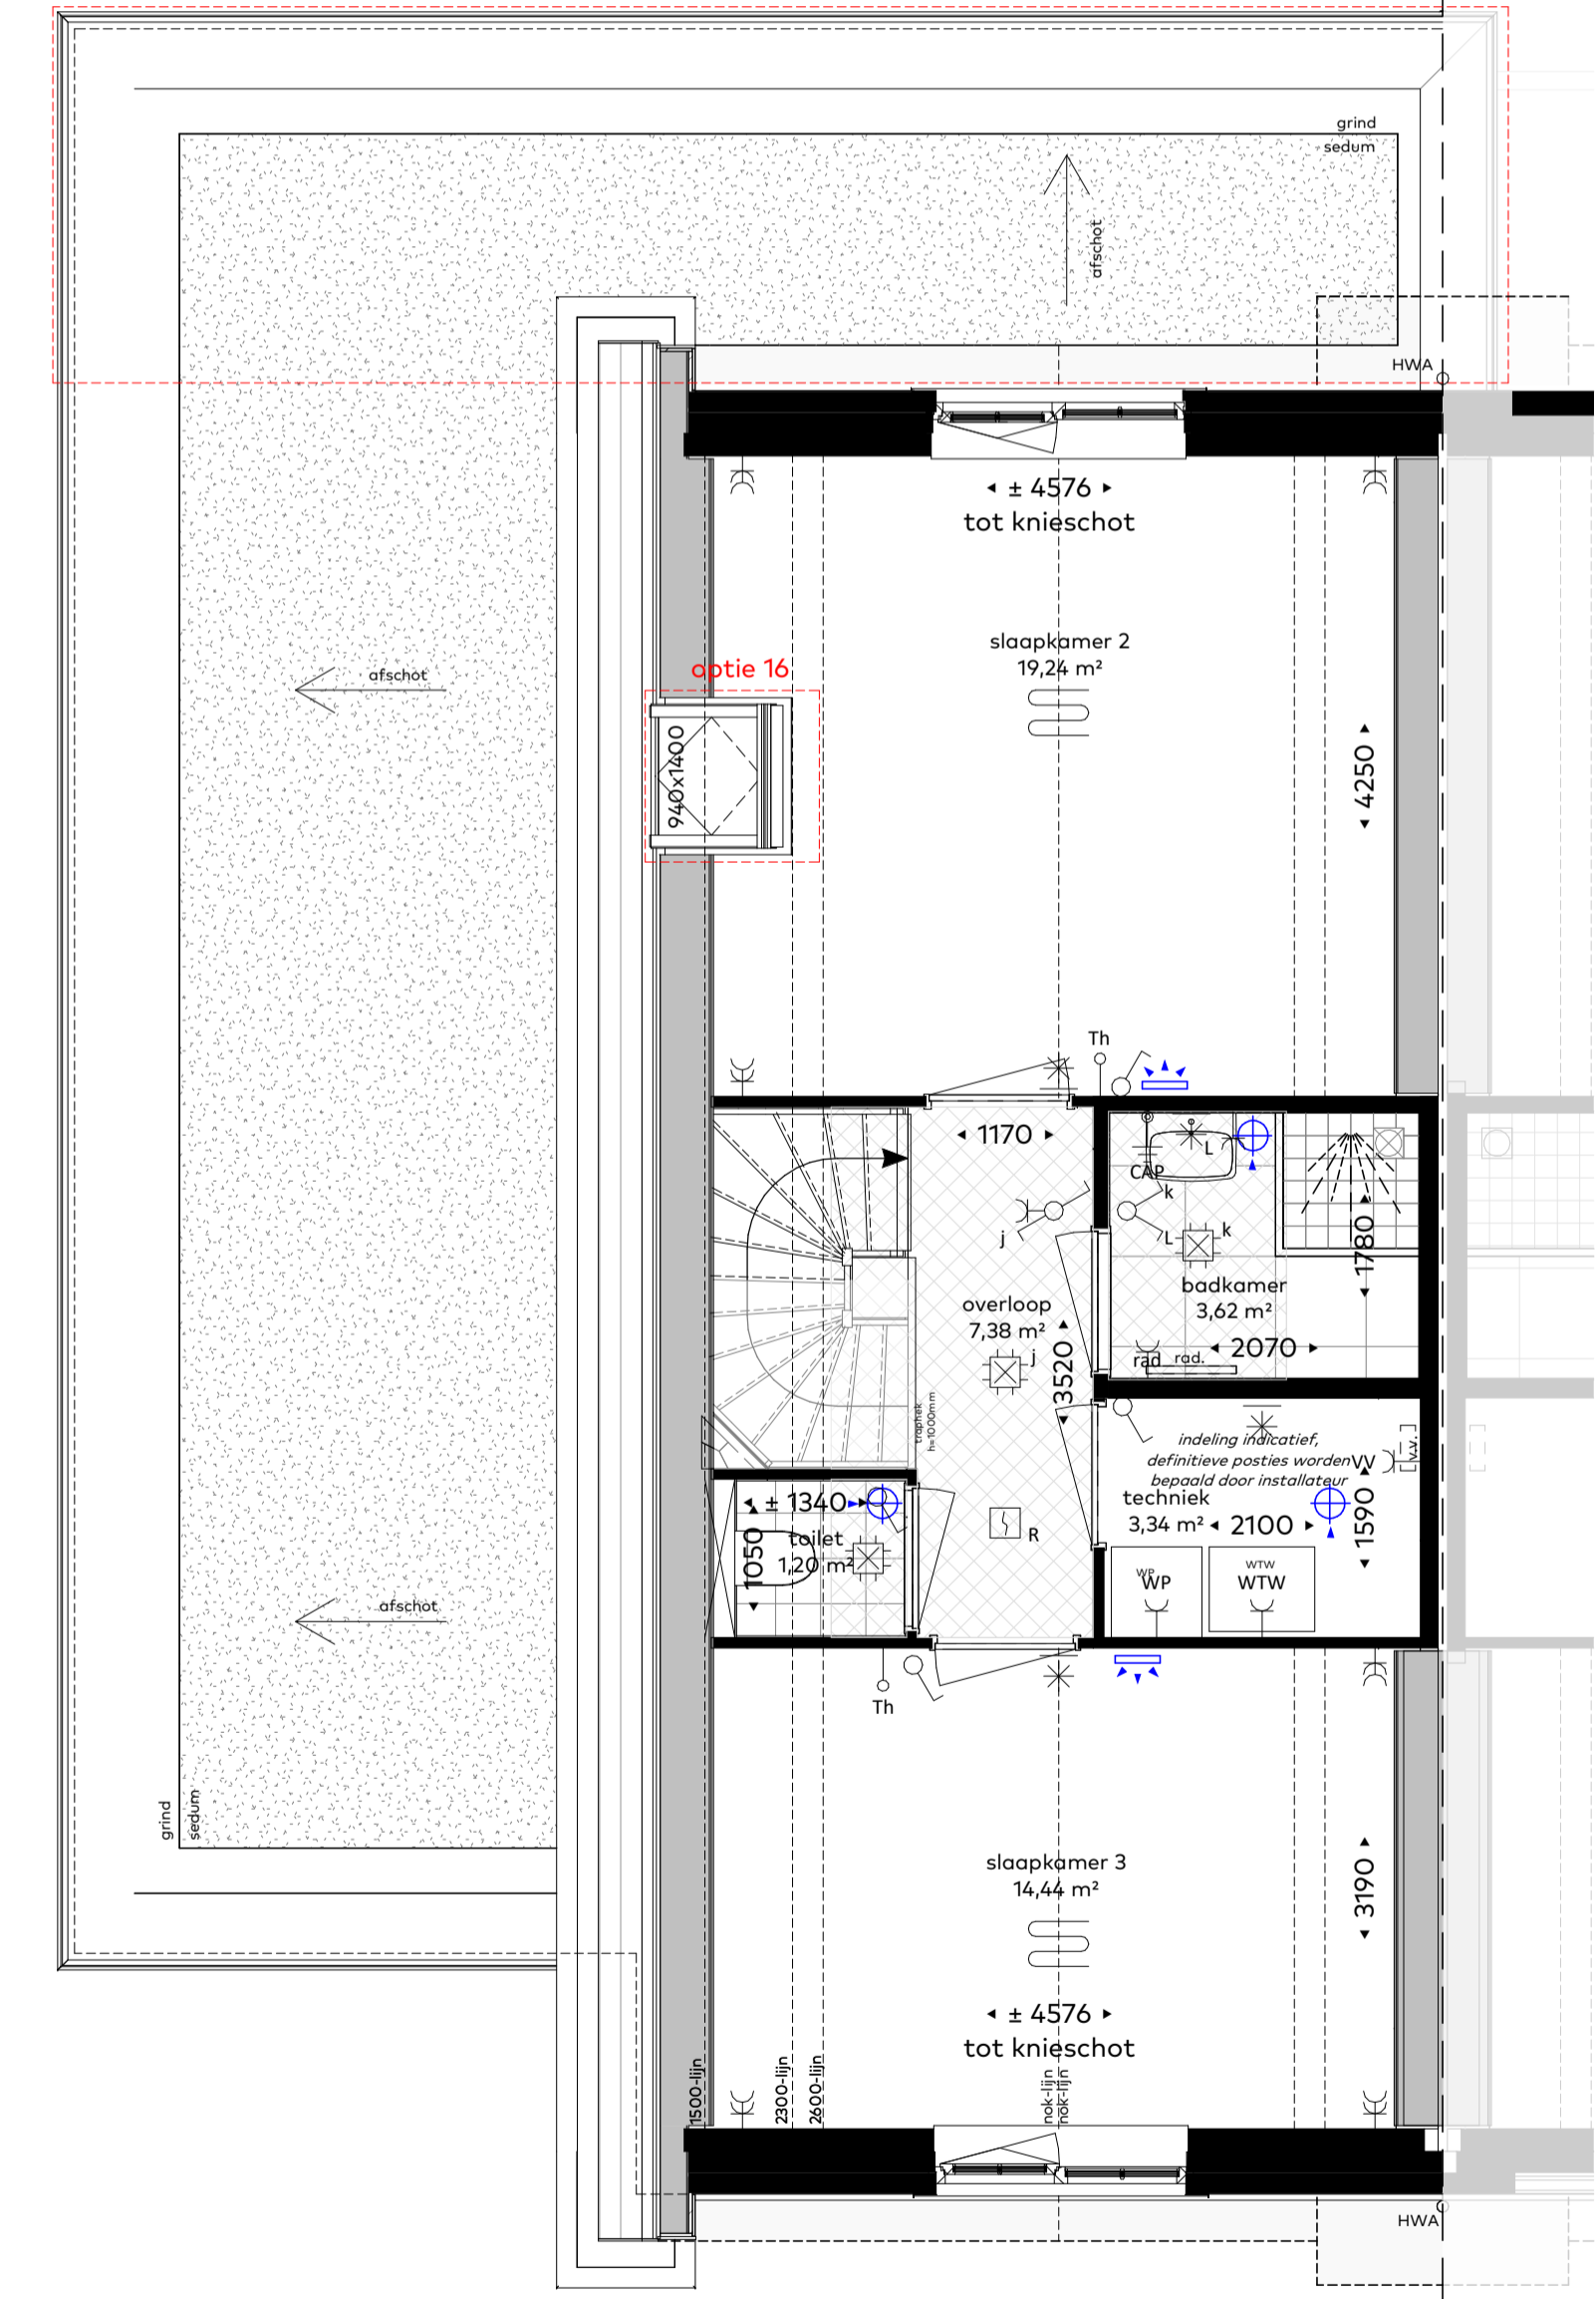 grind
sedum
afschot
HWA
± 4576
tot knieschot
slaapkamer 2
19,24 m²
optie 16
afschot
940x1400
4250
Th
1170
L
CAP
k
L
k
j
1780
badkamer
3,62 m²
overloop
7,38 m²
j
3520
2070
rad.
rad.
traphek
h=1000mm
indeling indicatief,
definitieve posties worden
bepaald door installateur
VV
v.v.
techniek
3,34 m²
2100
1590
± 1340
toilet
1,20 m²
1050
R
WP
WP
WTW
WTW
afschot
Th
grind
sedum
slaapkamer 3
14,44 m²
3190
± 4576
tot knieschot
1500-lijn
2300-lijn
2600-lijn
nok-lijn
nok-lijn
HWA